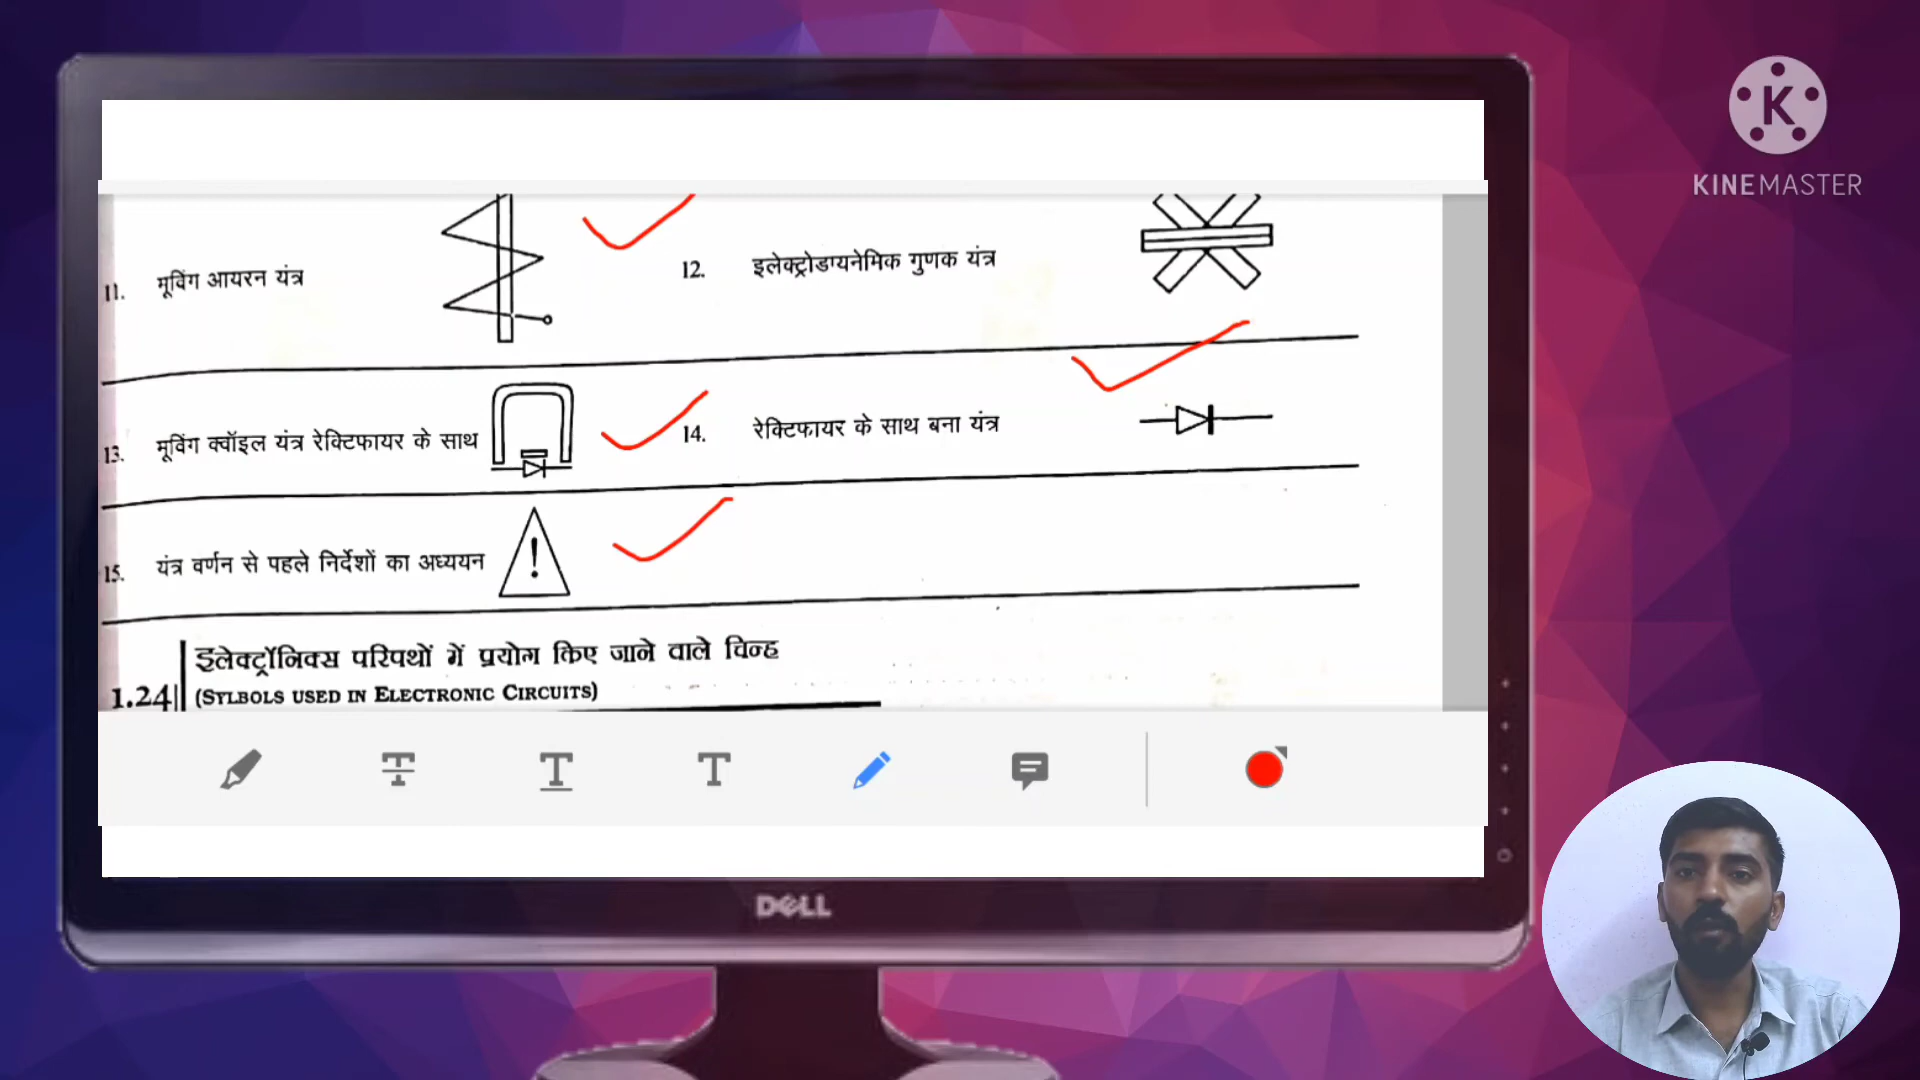 KINEMASTER
11. मूविंग आयरन यंत्र
12. इलेक्ट्रोडायनेमिक गुणक यंत्र
13. मूविंग क्वॉइल यंत्र रेक्टिफायर के साथ
14. रेक्टिफायर के साथ बना यंत्र
15. यंत्र वर्णन से पहले निर्देशों का अध्ययन
1.24 इलेक्ट्रॉनिक्स परिपथों में प्रयोग किए जाने वाले चिन्ह
(SYLBOLS USED IN ELECTRONIC CIRCUITS)
DELL